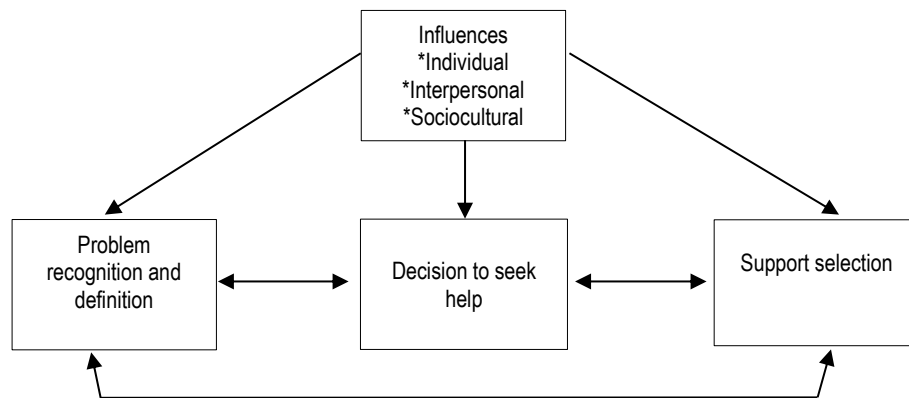 Influences
*Individual
*Interpersonal
*Sociocultural
Problem
recognition and
definition
Decision to seek
help
Support selection